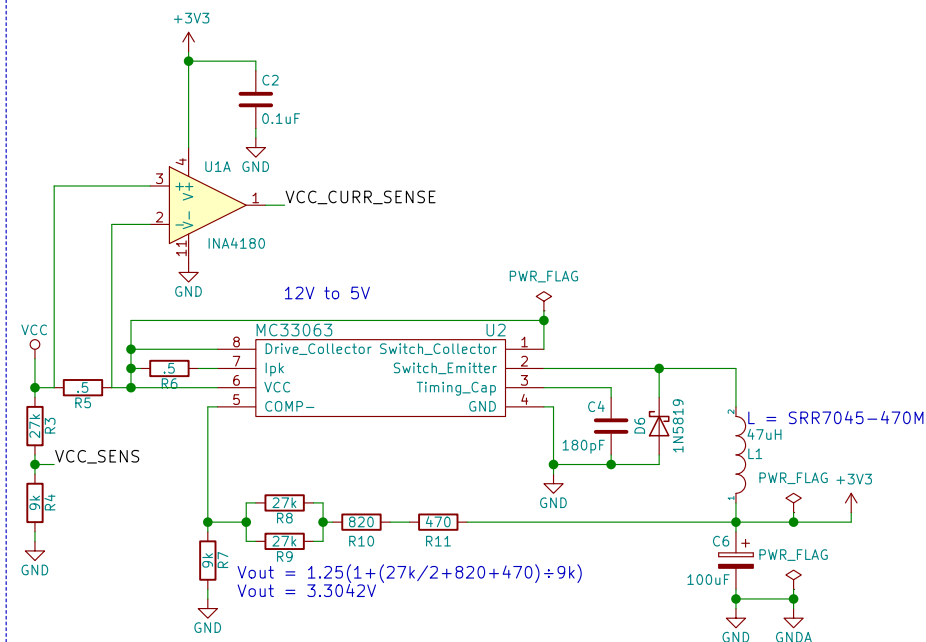 +3V3
C2
0.1uF
GND
U1A
4
3
2
1
11
V+
V-
+
-
VCC_CURR_SENSE
INA4180
GND
12V to 5V
PWR_FLAG
MC33063 U2
8 Drive_Collector Switch_Collector 1
7 Ipk Switch_Emitter 2
6 VCC Timing_Cap 3
5 COMP- GND 4
VCC
.5
R6
.5
R5
27k
R3
VCC_SENS
9k
R4
GND
C4
180pF
D6
1N5819
GND
2
L = SRR7045-470M
47uH
L1
1
PWR_FLAG
+3V3
27k
R8
27k
R9
820
R10
470
R11
9k
R7
GND
Vout = 1.25(1+(27k/2+820+470)÷9k)
Vout = 3.3042V
C6
+
100uF
PWR_FLAG
GND
GNDA